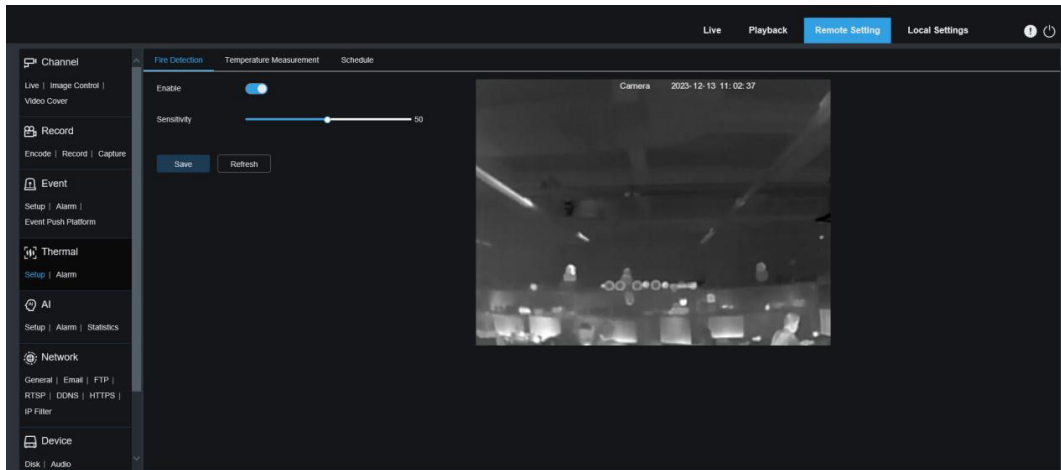 Live Playback Remote Setting Local Settings
Channel
Live | Image Control |
Video Cover
Record
Encode | Record | Capture
Event
Setup | Alarm |
Event Push Platform
Thermal
Setup | Alarm
AI
Setup | Alarm | Statistics
Network
General | Email | FTP |
RTSP | DDNS | HTTPS |
IP Filter
Device
Disk | Audio
Fire Detection Temperature Measurement Schedule
Enable
Sensitivity 50
Save Refresh
Camera 2023-12-13 11:02:37